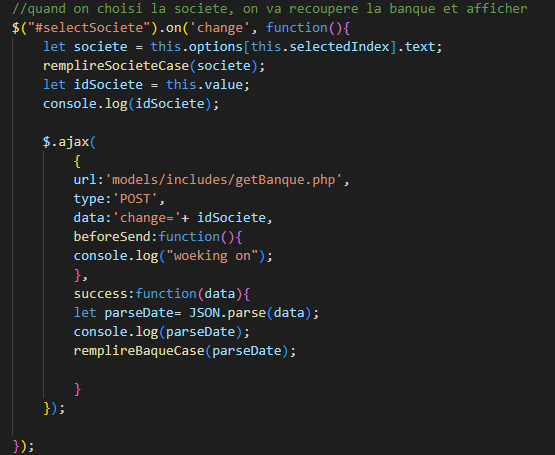 //quand on choisi la societe, on va recoupere la banque et afficher
$("#selectSociete").on('change', function(){
let societe = this.options[this.selectedIndex].text;
remplireSocieteCase(societe);
let idSociete = this.value;
console.log(idSociete);
$.ajax(
{
url:'models/includes/getBanque.php',
type:'POST',
data:'change='+ idSociete,
beforeSend:function(){
console.log("woeking on");
},
success:function(data){
let parseDate= JSON.parse(data);
console.log(parseDate);
remplireBaqueCase(parseDate);
}
});
});